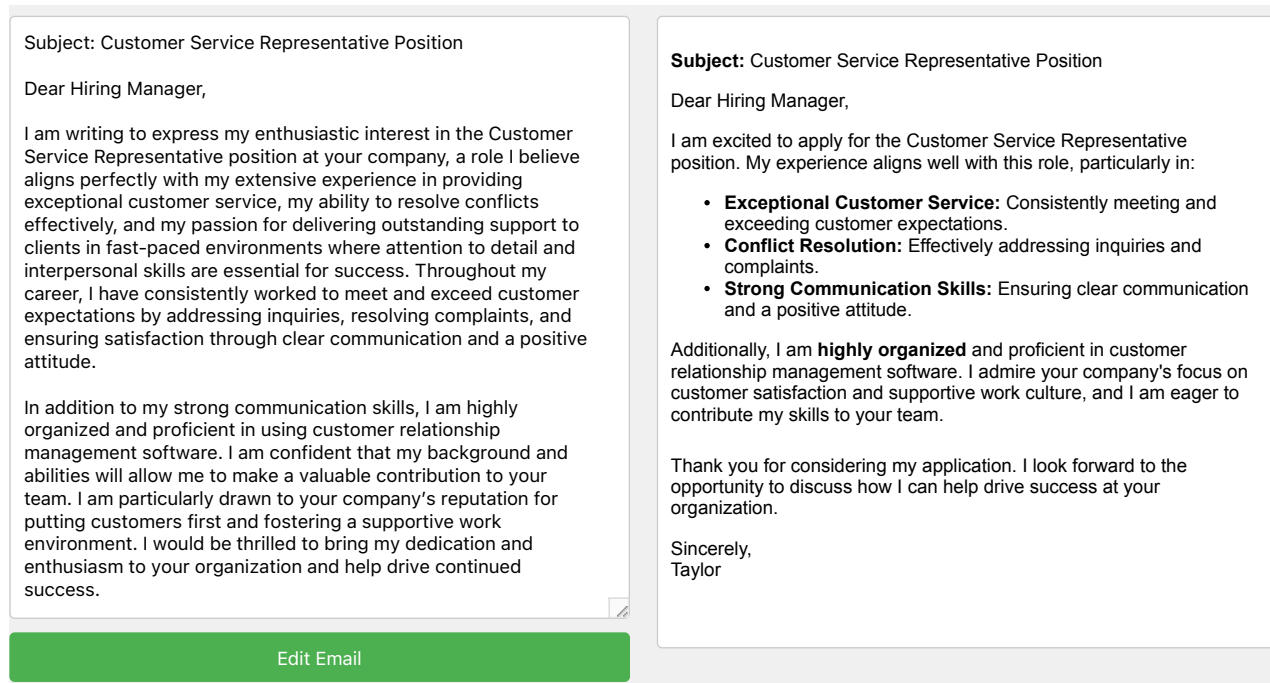 Subject: Customer Service Representative Position
Dear Hiring Manager,
I am writing to express my enthusiastic interest in the Customer
Service Representative position at your company, a role I believe
aligns perfectly with my extensive experience in providing
exceptional customer service, my ability to resolve conflicts
effectively, and my passion for delivering outstanding support to
clients in fast-paced environments where attention to detail and
interpersonal skills are essential for success. Throughout my
career, I have consistently worked to meet and exceed customer
expectations by addressing inquiries, resolving complaints, and
ensuring satisfaction through clear communication and a positive
attitude.
In addition to my strong communication skills, I am highly
organized and proficient in using customer relationship
management software. I am confident that my background and
abilities will allow me to make a valuable contribution to your
team. I am particularly drawn to your company’s reputation for
putting customers first and fostering a supportive work
environment. I would be thrilled to bring my dedication and
enthusiasm to your organization and help drive continued
success.
Edit Email
Subject: Customer Service Representative Position
Dear Hiring Manager,
I am excited to apply for the Customer Service Representative
position. My experience aligns well with this role, particularly in:
• Exceptional Customer Service: Consistently meeting and
exceeding customer expectations.
• Conflict Resolution: Effectively addressing inquiries and
complaints.
• Strong Communication Skills: Ensuring clear communication
and a positive attitude.
Additionally, I am highly organized and proficient in customer
relationship management software. I admire your company's focus on
customer satisfaction and supportive work culture, and I am eager to
contribute my skills to your team.
Thank you for considering my application. I look forward to the
opportunity to discuss how I can help drive success at your
organization.
Sincerely,
Taylor